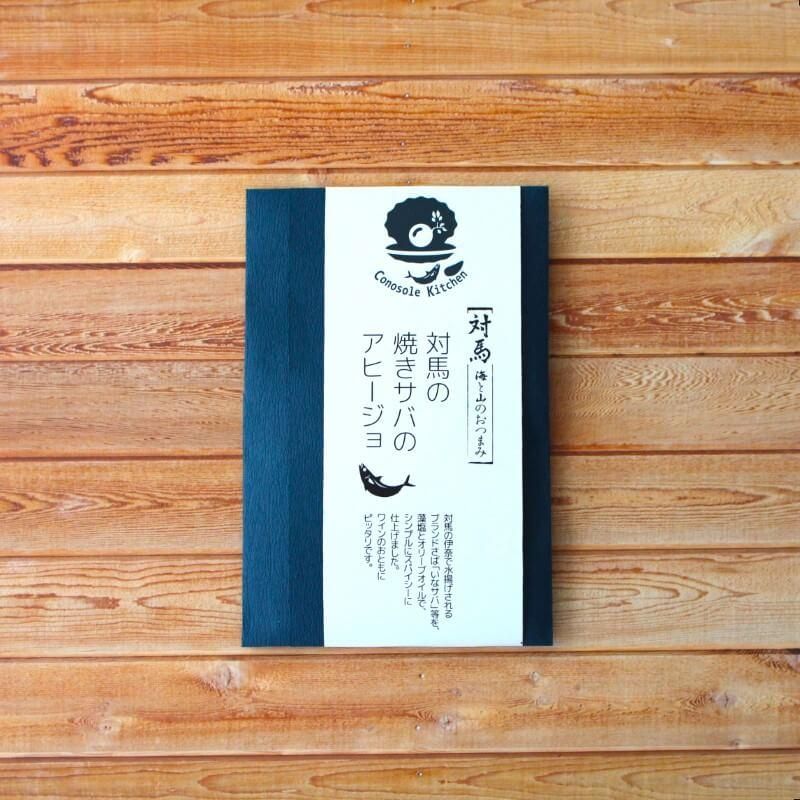 Conosole Kitchen
対馬
海と山のおつまみ
対馬の
焼きサバの
アヒージョ
対馬の伊奈で水揚げされる
ブランドさば「いなサバ」等を、
藻塩とオリーブオイルで、
シンプルにスパイシーに
仕上げました。
ワインのおともに
ピッタリです。